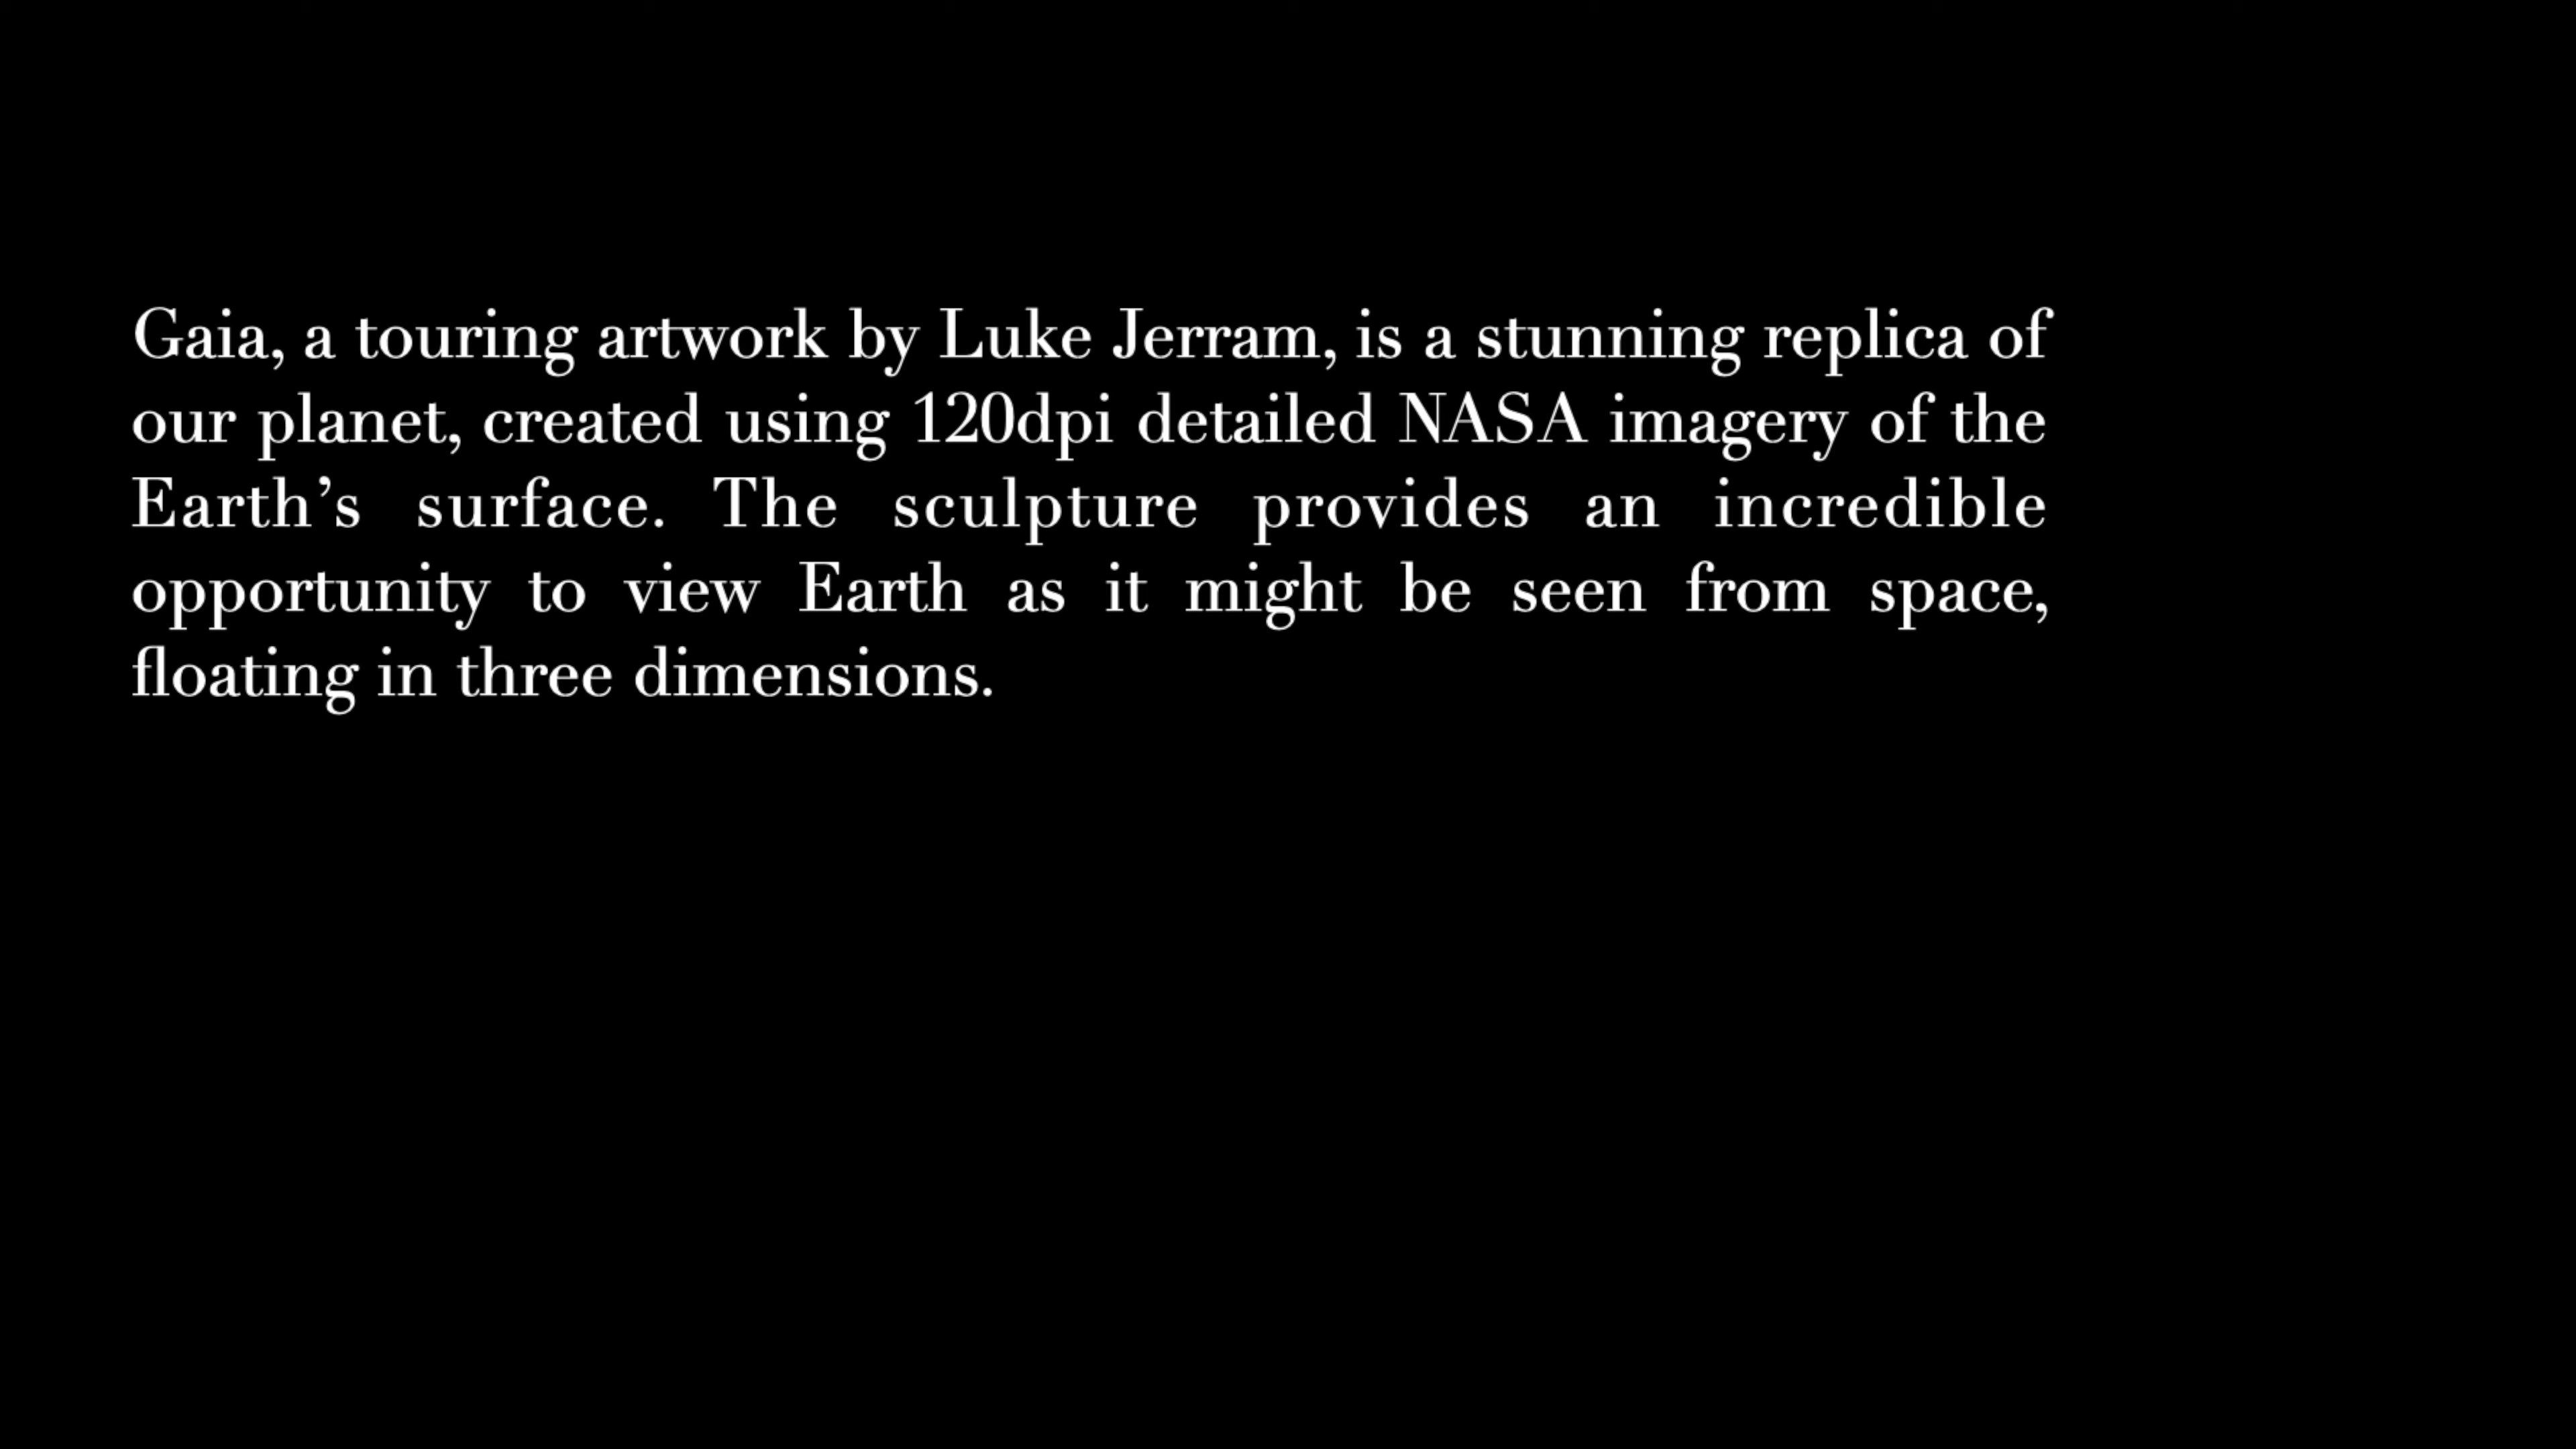 Gaia, a touring artwork by Luke Jerram, is a stunning replica of
our planet, created using 120dpi detailed NASA imagery of the
Earth’s surface. The sculpture provides an incredible
opportunity to view Earth as it might be seen from space,
floating in three dimensions.